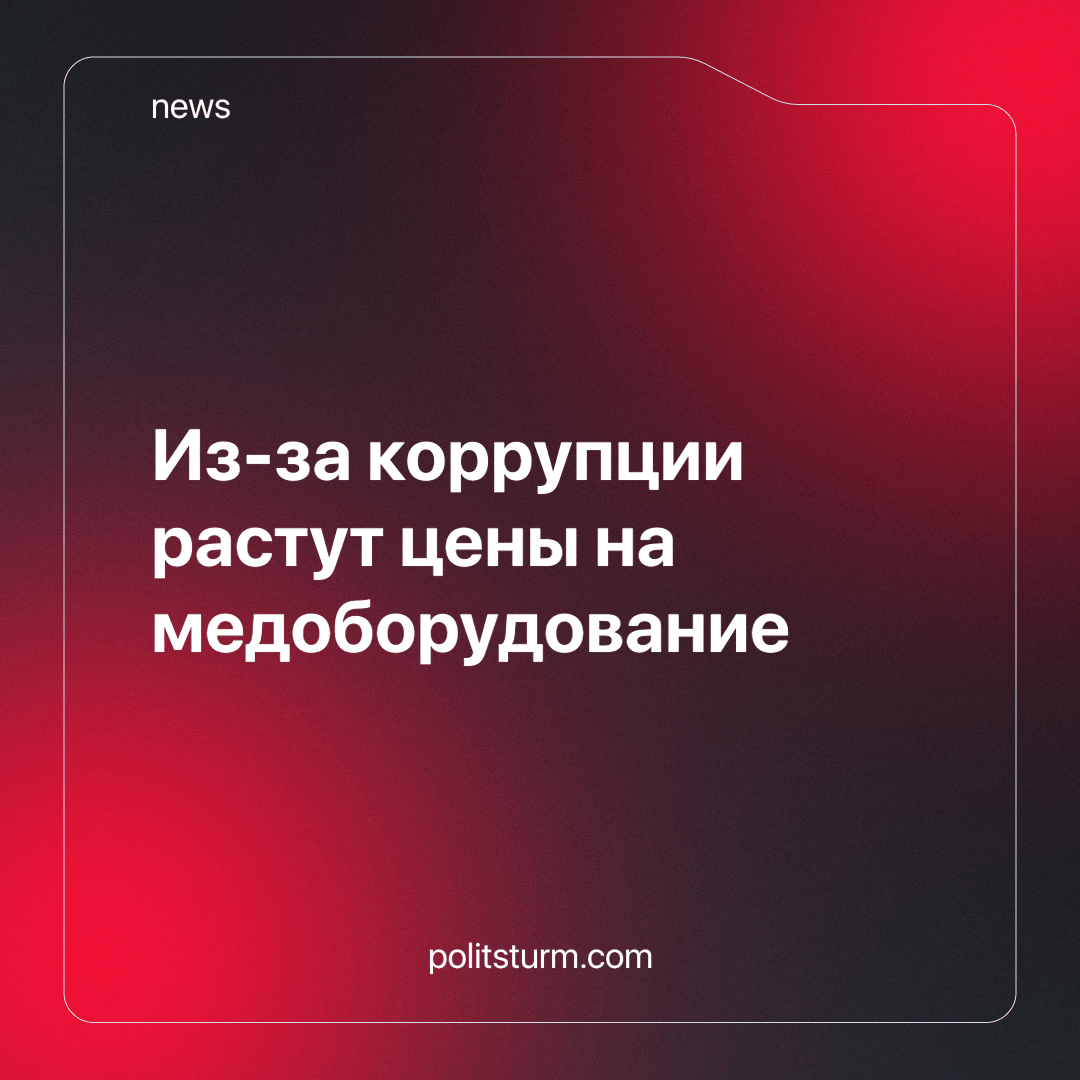 news
Из-за коррупции
растут цены на
медоборудование
politsturm.com